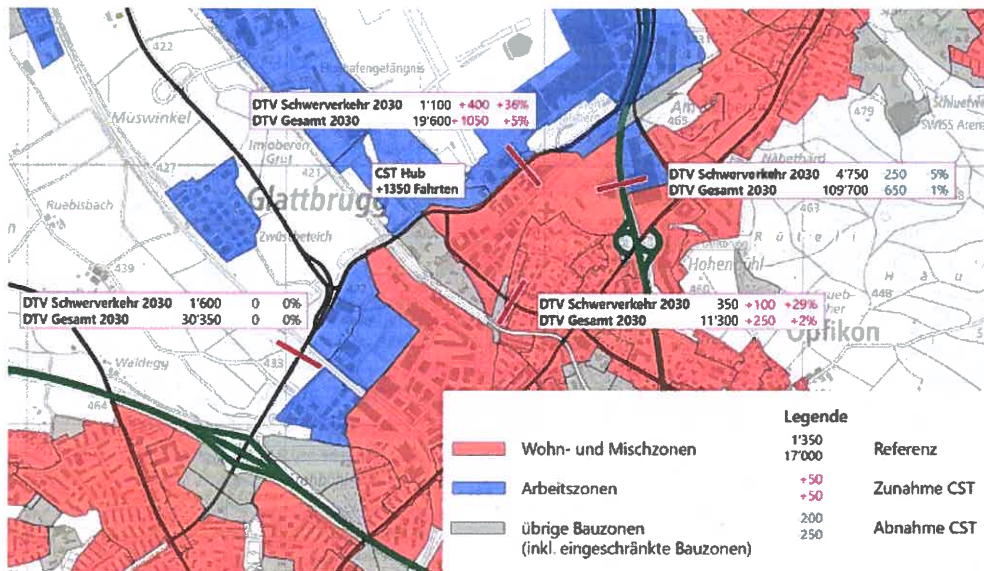 422
Müswinkel
427
Ruebisbach
439
Waldegg
464
433
421
Glattbrugg
465
479
SWISS Arena
463
448
460
Opfikon
DTV Schwerverkehr 2030 1'100 +400 +36%
DTV Gesamt 2030 19'600 +1050 +5%
CST Hub
+1350 Fahrten
DTV Schwerverkehr 2030 4'750 250 5%
DTV Gesamt 2030 109'700 650 1%
DTV Schwerverkehr 2030 1'600 0 0%
DTV Gesamt 2030 30'350 0 0%
DTV Schwerverkehr 2030 350 +100 +29%
DTV Gesamt 2030 11'300 +250 +2%
Legende
Wohn- und Mischzonen
Arbeitszonen
übrige Bauzonen
(inkl. eingeschränkte Bauzonen)
1'350
17'000
Referenz
+50
+50
Zunahme CST
200
250
Abnahme CST